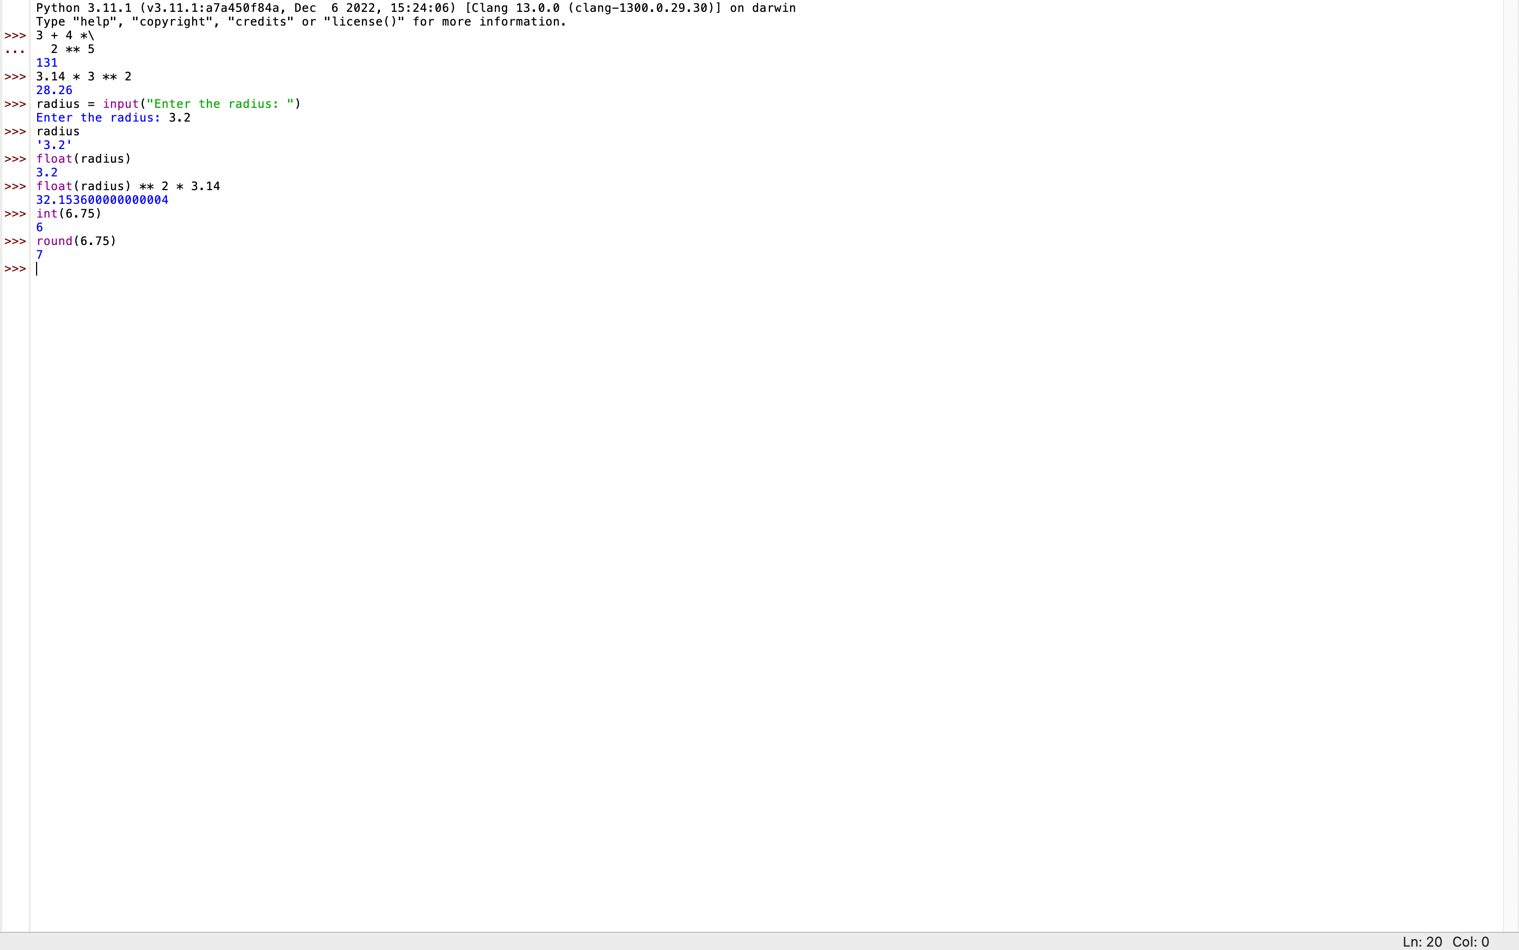 Python 3.11.1 (v3.11.1:a7a450f84a, Dec  6 2022, 15:24:06) [Clang 13.0.0 (clang-1300.0.29.30)] on darwin
Type "help", "copyright", "credits" or "license()" for more information.
>>> 3 + 4 *\
...   2 ** 5
131
>>> 3.14 * 3 ** 2
28.26
>>> radius = input("Enter the radius: ")
Enter the radius: 3.2
>>> radius
'3.2'
>>> float(radius)
3.2
>>> float(radius) ** 2 * 3.14
32.153600000000004
>>> int(6.75)
6
>>> round(6.75)
7
>>>
Ln: 20 Col: 0